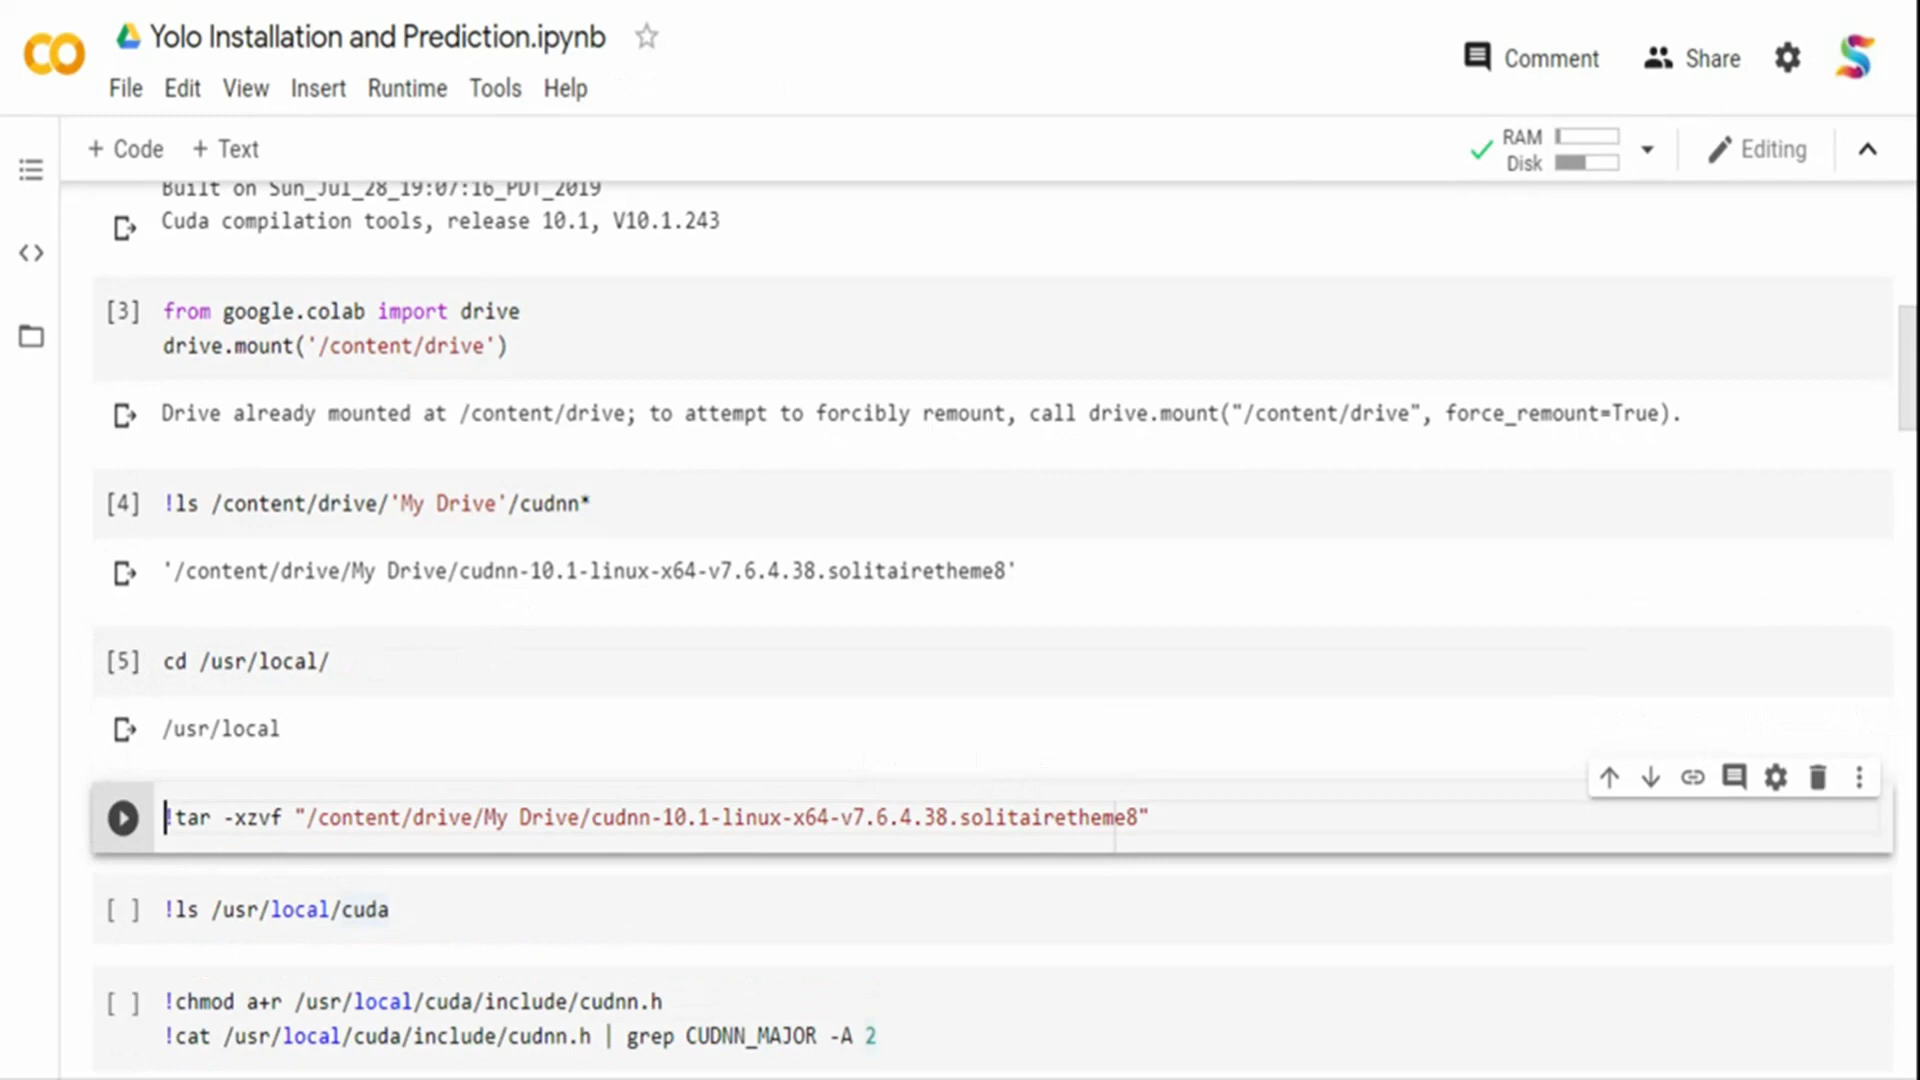 Yolo Installation and Prediction.ipynb
File Edit View Insert Runtime Tools Help
Comment Share
+ Code + Text
RAM
Disk
Editing
Built on Sun_Jul_28_19:07:16_PDT_2019
Cuda compilation tools, release 10.1, V10.1.243
[3] from google.colab import drive
drive.mount('/content/drive')
Drive already mounted at /content/drive; to attempt to forcibly remount, call drive.mount("/content/drive", force_remount=True).
[4] !ls /content/drive/'My Drive'/cudnn*
'/content/drive/My Drive/cudnn-10.1-linux-x64-v7.6.4.38.solitairetheme8'
[5] cd /usr/local/
/usr/local
!tar -xzvf "/content/drive/My Drive/cudnn-10.1-linux-x64-v7.6.4.38.solitairetheme8"
[ ] !ls /usr/local/cuda
[ ] !chmod a+r /usr/local/cuda/include/cudnn.h
!cat /usr/local/cuda/include/cudnn.h | grep CUDNN_MAJOR -A 2